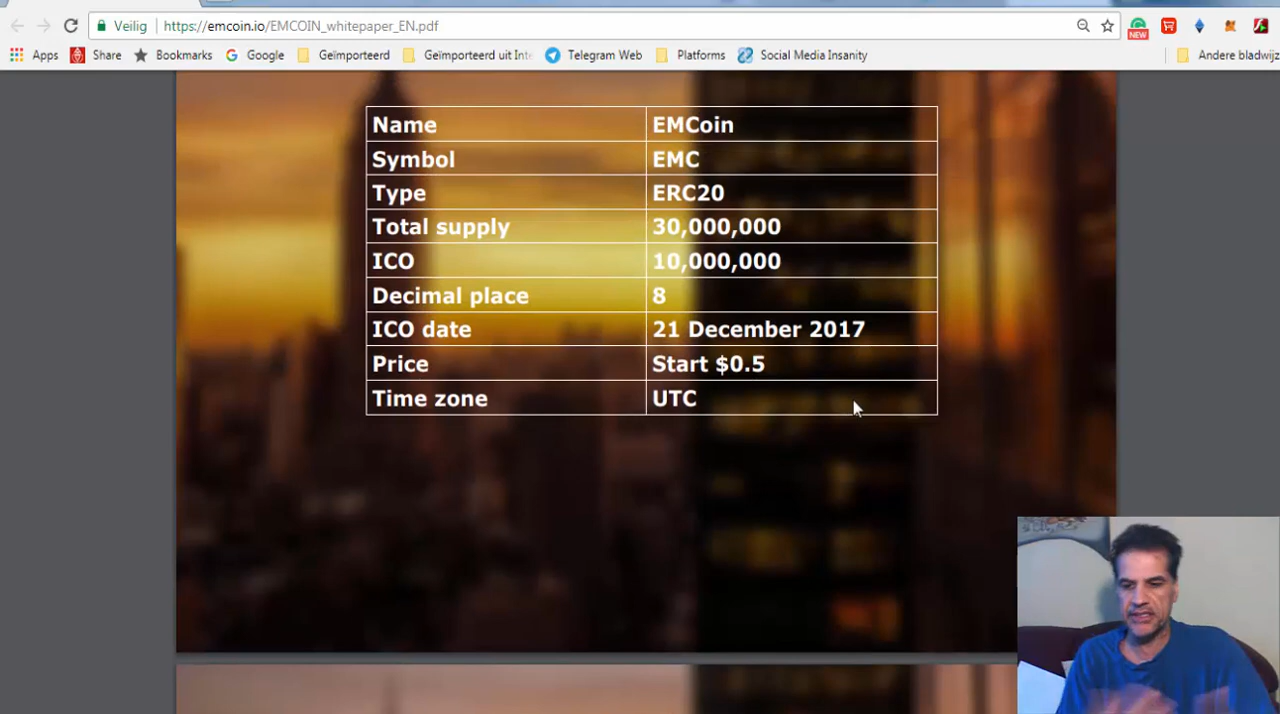 Veilig
https://emcoin.io/EMCOIN_whitepaper_EN.pdf
NEW
Apps
Share
Bookmarks
Google
Geïmporteerd
Geïmporteerd uit Inte
Telegram Web
Platforms
Social Media Insanity
Andere bladwijz
Name EMCoin
Symbol EMC
Type ERC20
Total supply 30,000,000
ICO 10,000,000
Decimal place 8
ICO date 21 December 2017
Price Start $0.5
Time zone UTC